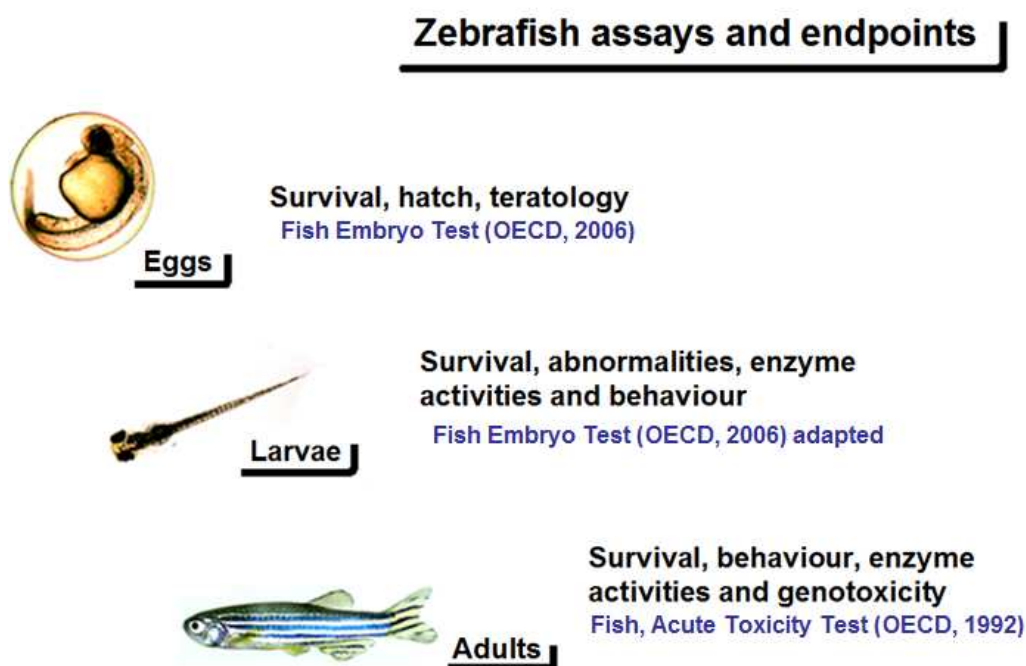 Zebrafish assays and endpoints
Survival, hatch, teratology
Fish Embryo Test (OECD, 2006)
Eggs
Survival, abnormalities, enzyme
activities and behaviour
Fish Embryo Test (OECD, 2006) adapted
Larvae
Survival, behaviour, enzyme
activities and genotoxicity
Fish, Acute Toxicity Test (OECD, 1992)
Adults